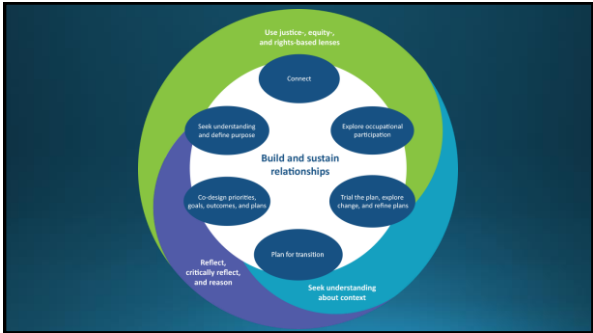 Use justice-, equity-,
and rights-based lenses
Connect
Seek understanding
and define purpose
Explore occupational
participation
Build and sustain
relationships
Co-design priorities,
goals, outcomes, and plans
Trial the plan, explore
change, and refine plans
Plan for transition
Reflect,
critically reflect,
and reason
Seek understanding
about context